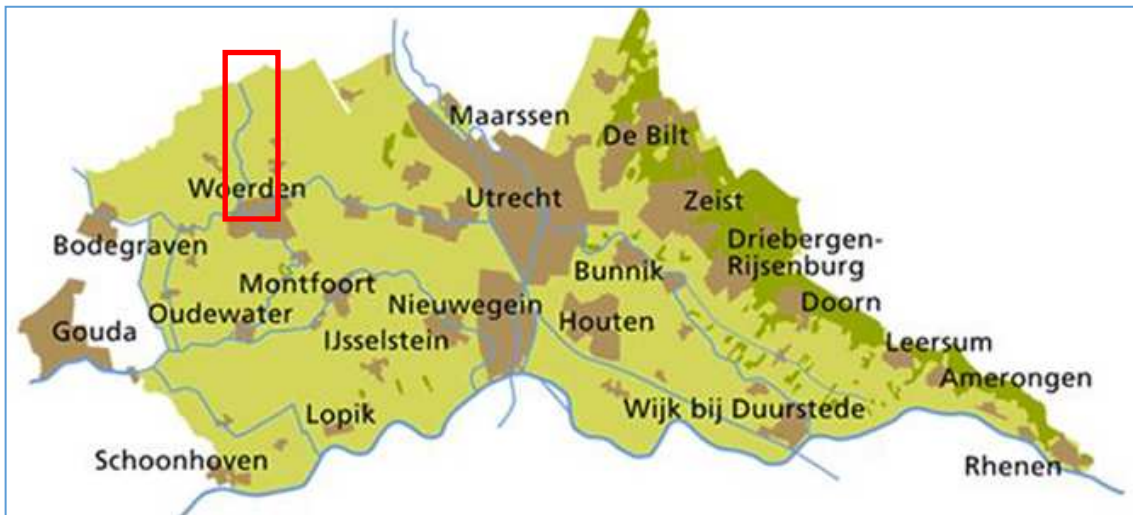 Maarssen
De Bilt
Woerden
Utrecht
Zeist
Bodegraven
Driebergen-
Rijsenburg
Montfoort
Bunnik
Oudewater
Nieuwegein
Doorn
Gouda
IJsselstein
Houten
Leersum
Amerongen
Lopik
Wijk bij Duurstede
Schoonhoven
Rhenen